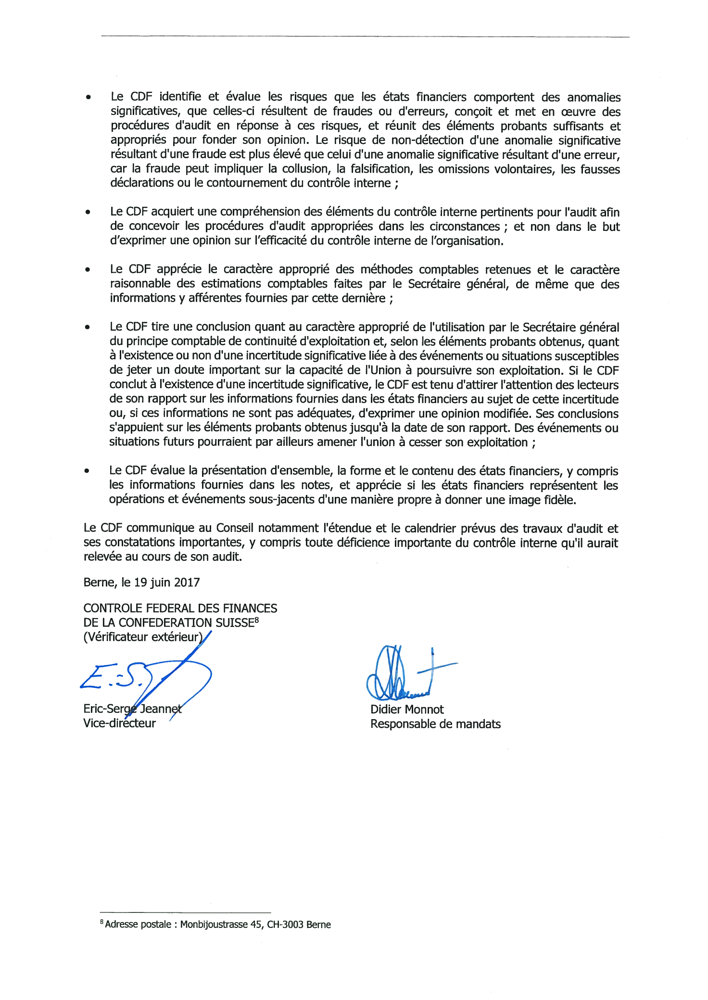 • Le CDF identifie et évalue les risques que les états financiers comportent des anomalies
significatives, que celles-ci résultent de fraudes ou d'erreurs, conçoit et met en œuvre des
procédures d'audit en réponse à ces risques, et réunit des éléments probants suffisants et
appropriés pour fonder son opinion. Le risque de non-détection d'une anomalie significative
résultant d'une fraude est plus élevé que celui d'une anomalie significative résultant d'une erreur,
car la fraude peut impliquer la collusion, la falsification, les omissions volontaires, les fausses
déclarations ou le contournement du contrôle interne ;
• Le CDF acquiert une compréhension des éléments du contrôle interne pertinents pour l'audit afin
de concevoir les procédures d'audit appropriées dans les circonstances ; et non dans le but
d’exprimer une opinion sur l’efficacité du contrôle interne de l’organisation.
• Le CDF apprécie le caractère approprié des méthodes comptables retenues et le caractère
raisonnable des estimations comptables faites par le Secrétaire général, de même que des
informations y afférentes fournies par cette dernière ;
• Le CDF tire une conclusion quant au caractère approprié de l'utilisation par le Secrétaire général
du principe comptable de continuité d'exploitation et, selon les éléments probants obtenus, quant
à l'existence ou non d'une incertitude significative liée à des événements ou situations susceptibles
de jeter un doute important sur la capacité de l'Union à poursuivre son exploitation. Si le CDF
conclut à l'existence d'une incertitude significative, le CDF est tenu d'attirer l'attention des lecteurs
de son rapport sur les informations fournies dans les états financiers au sujet de cette incertitude
ou, si ces informations ne sont pas adéquates, d'exprimer une opinion modifiée. Ses conclusions
s'appuient sur les éléments probants obtenus jusqu'à la date de son rapport. Des événements ou
situations futurs pourraient par ailleurs amener l'union à cesser son exploitation ;
• Le CDF évalue la présentation d'ensemble, la forme et le contenu des états financiers, y compris
les informations fournies dans les notes, et apprécie si les états financiers représentent les
opérations et événements sous-jacents d'une manière propre à donner une image fidèle.
Le CDF communique au Conseil notamment l'étendue et le calendrier prévus des travaux d'audit et
ses constatations importantes, y compris toute déficience importante du contrôle interne qu'il aurait
relevée au cours de son audit.
Berne, le 19 juin 2017
CONTROLE FEDERAL DES FINANCES
DE LA CONFEDERATION SUISSE⁸
(Vérificateur extérieur)
E.-S.
Eric-Serge Jeannet
Vice-directeur
Didier Monnot
Responsable de mandats
⁸ Adresse postale : Monbijoustrasse 45, CH-3003 Berne